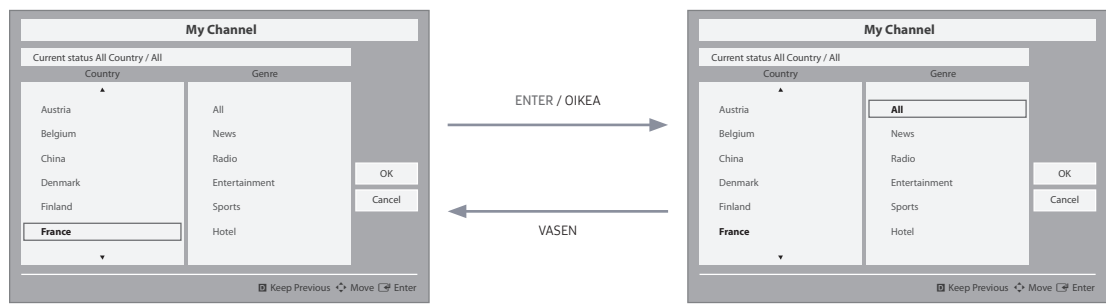 My Channel
Current status All Country / All
Country Genre
Austria All
Belgium News
China Radio
Denmark Entertainment
Finland Sports
France Hotel
OK
Cancel
D Keep Previous Move Enter
ENTER / OIKEA
VASEN
My Channel
Current status All Country / All
Country Genre
Austria All
Belgium News
China Radio
Denmark Entertainment
Finland Sports
France Hotel
OK
Cancel
D Keep Previous Move Enter